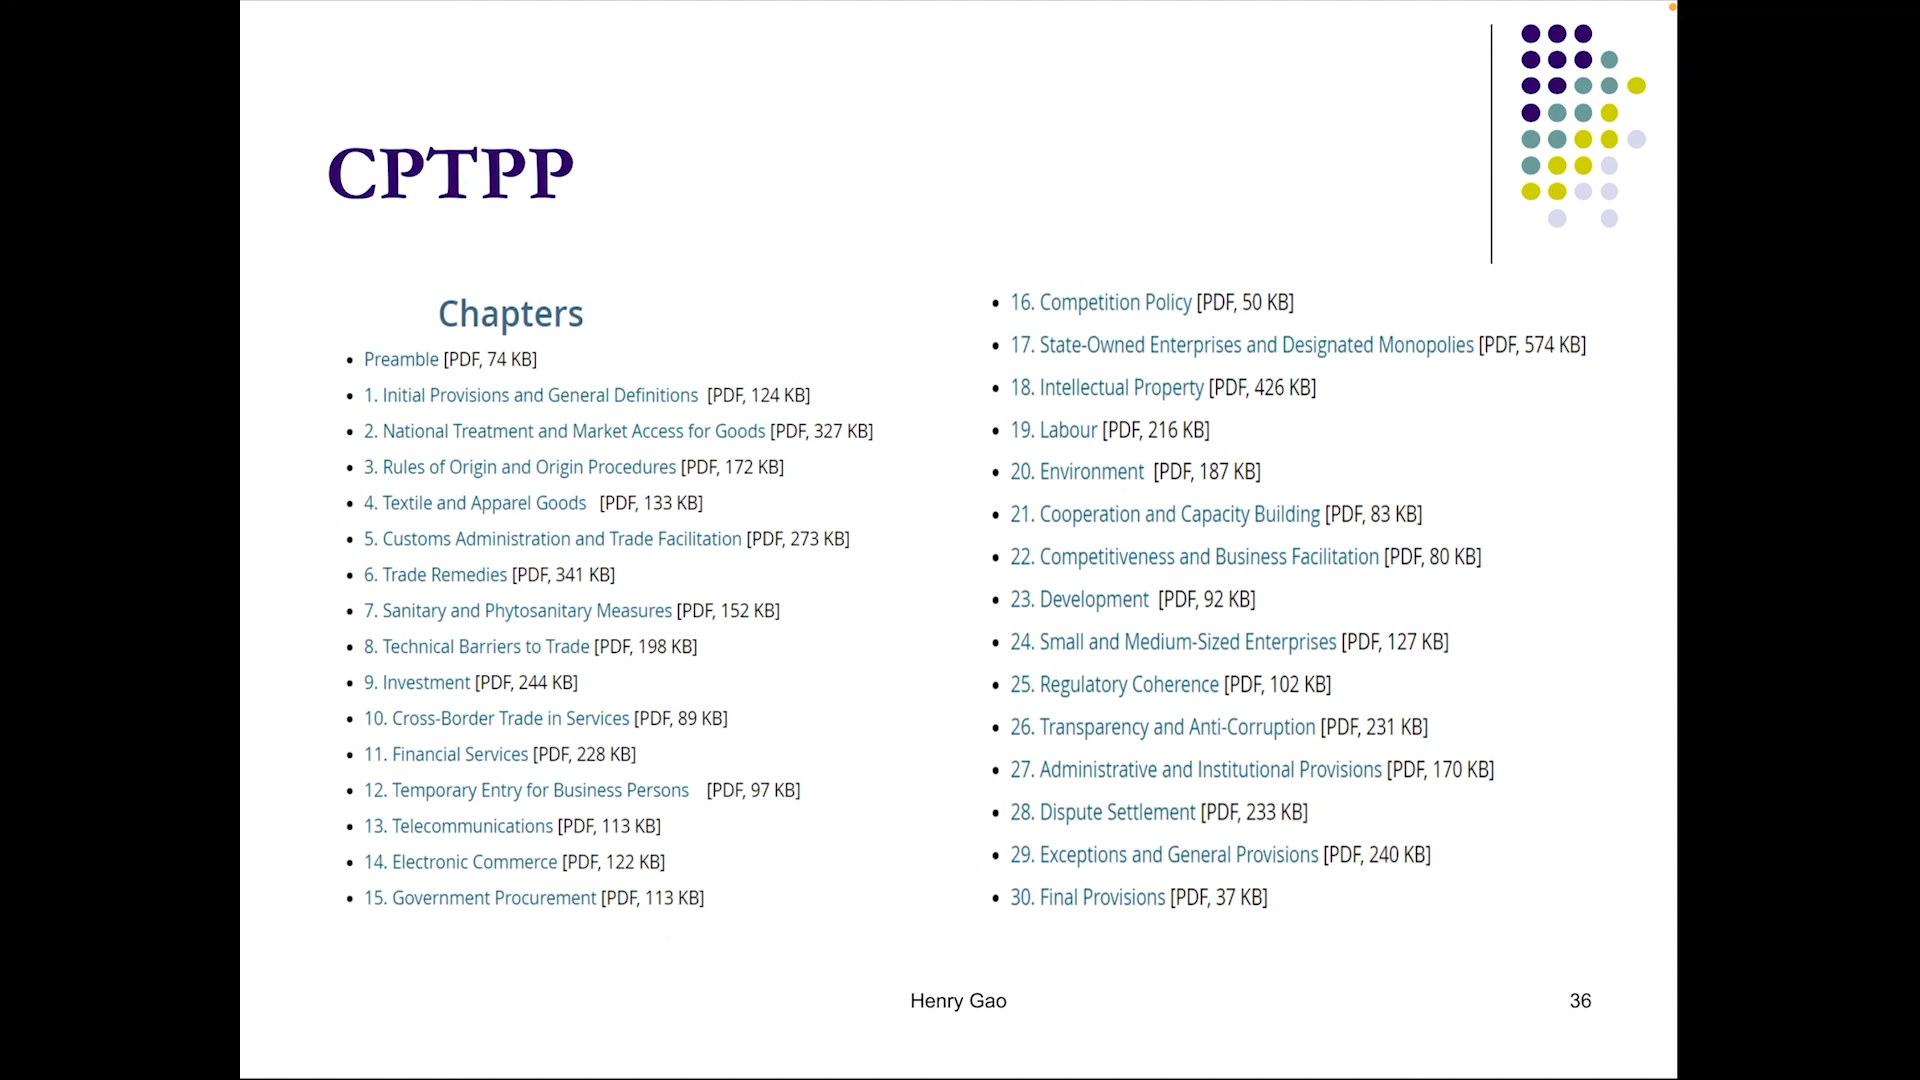 CPTPP
Chapters
• Preamble [PDF, 74 KB]
• 1. Initial Provisions and General Definitions [PDF, 124 KB]
• 2. National Treatment and Market Access for Goods [PDF, 327 KB]
• 3. Rules of Origin and Origin Procedures [PDF, 172 KB]
• 4. Textile and Apparel Goods [PDF, 133 KB]
• 5. Customs Administration and Trade Facilitation [PDF, 273 KB]
• 6. Trade Remedies [PDF, 341 KB]
• 7. Sanitary and Phytosanitary Measures [PDF, 152 KB]
• 8. Technical Barriers to Trade [PDF, 198 KB]
• 9. Investment [PDF, 244 KB]
• 10. Cross-Border Trade in Services [PDF, 89 KB]
• 11. Financial Services [PDF, 228 KB]
• 12. Temporary Entry for Business Persons [PDF, 97 KB]
• 13. Telecommunications [PDF, 113 KB]
• 14. Electronic Commerce [PDF, 122 KB]
• 15. Government Procurement [PDF, 113 KB]
• 16. Competition Policy [PDF, 50 KB]
• 17. State-Owned Enterprises and Designated Monopolies [PDF, 574 KB]
• 18. Intellectual Property [PDF, 426 KB]
• 19. Labour [PDF, 216 KB]
• 20. Environment [PDF, 187 KB]
• 21. Cooperation and Capacity Building [PDF, 83 KB]
• 22. Competitiveness and Business Facilitation [PDF, 80 KB]
• 23. Development [PDF, 92 KB]
• 24. Small and Medium-Sized Enterprises [PDF, 127 KB]
• 25. Regulatory Coherence [PDF, 102 KB]
• 26. Transparency and Anti-Corruption [PDF, 231 KB]
• 27. Administrative and Institutional Provisions [PDF, 170 KB]
• 28. Dispute Settlement [PDF, 233 KB]
• 29. Exceptions and General Provisions [PDF, 240 KB]
• 30. Final Provisions [PDF, 37 KB]
Henry Gao
36